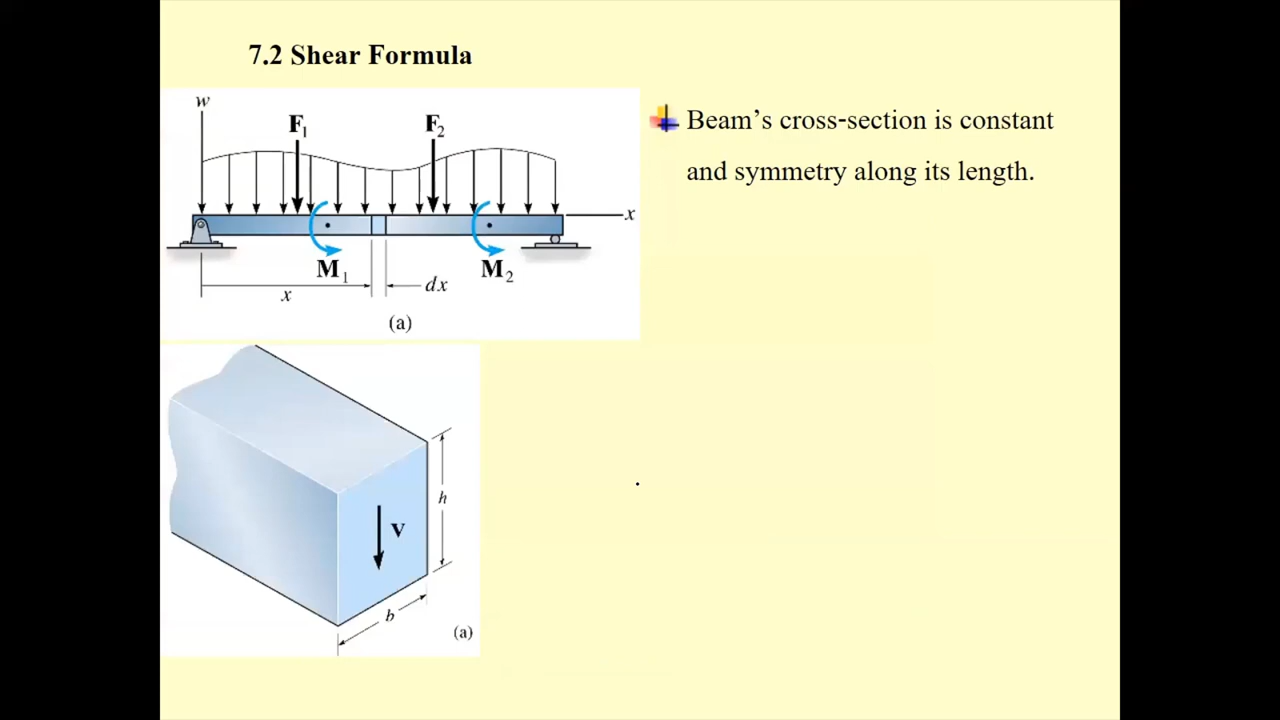 7.2 Shear Formula
w
F1
F2
x
M1
M2
x
dx
(a)
Beam’s cross-section is constant
and symmetry along its length.
h
V
b
(a)